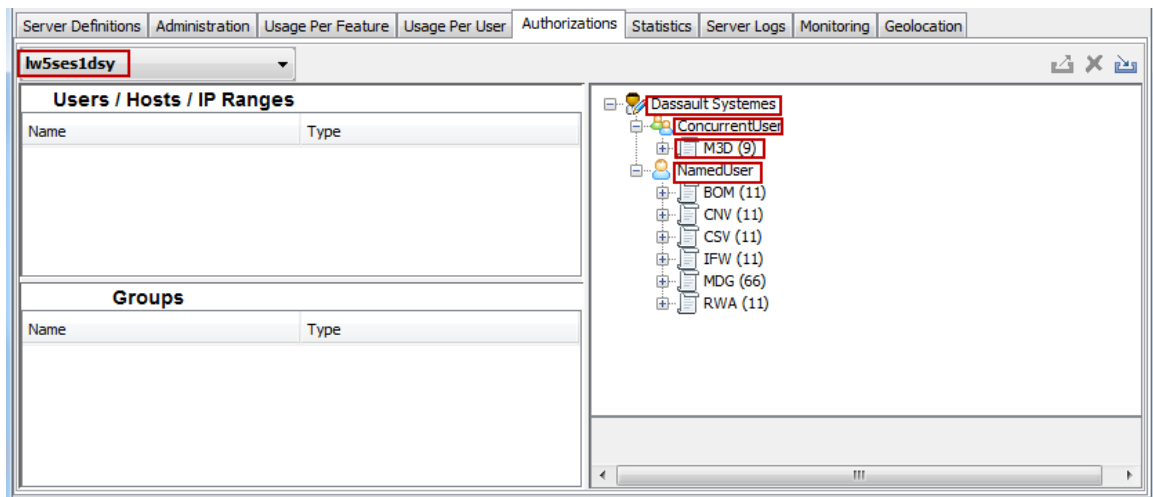 Server Definitions Administration Usage Per Feature Usage Per User Authorizations Statistics Server Logs Monitoring Geolocation
lw5ses1dsy
Users / Hosts / IP Ranges
Name Type
Groups
Name Type
Dassault Systemes
ConcurrentUser
M3D (9)
NamedUser
BOM (11)
CNV (11)
CSV (11)
IFW (11)
MDG (66)
RWA (11)